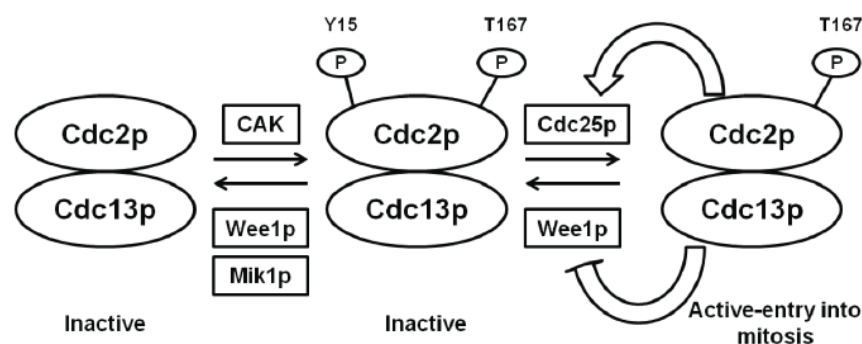 Y15 T167 T167
P P P
CAK Cdc25p
Cdc2p Cdc2p Cdc2p
Cdc13p Cdc13p Cdc13p
Wee1p Wee1p
Mik1p
Inactive Inactive Active-entry into
mitosis